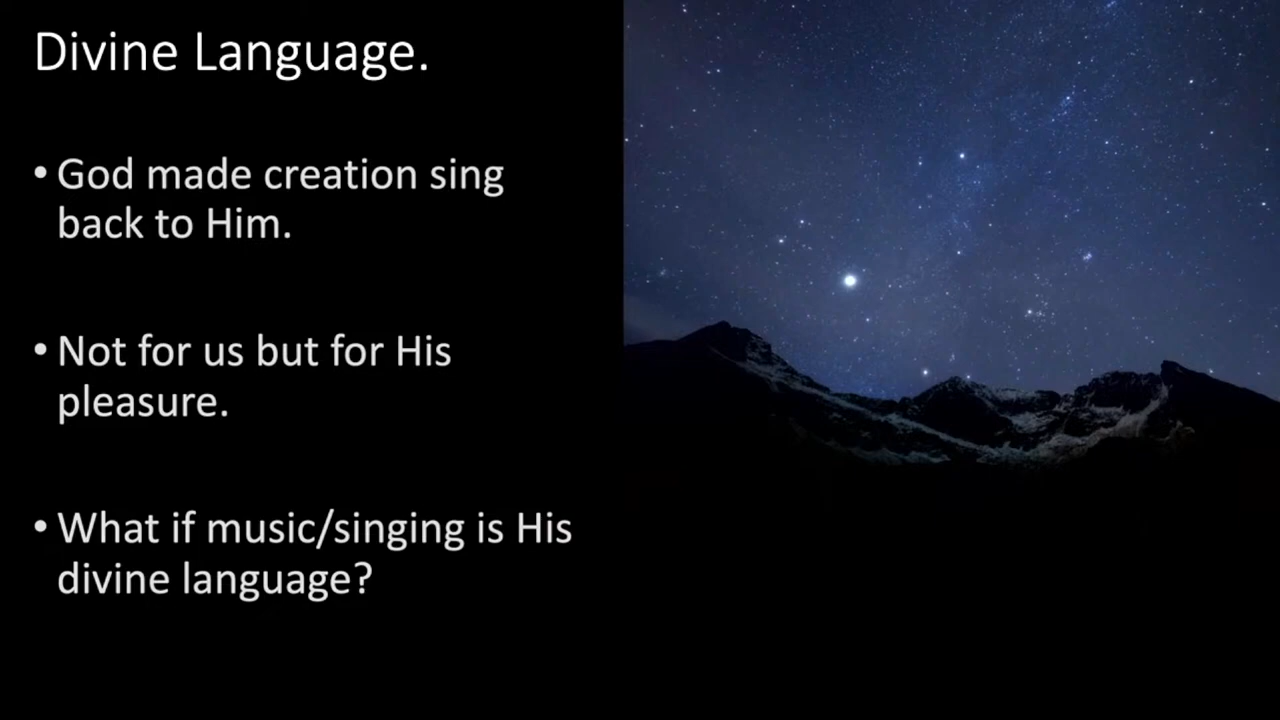 Divine Language.
• God made creation sing
back to Him.
• Not for us but for His
pleasure.
• What if music/singing is His
divine language?